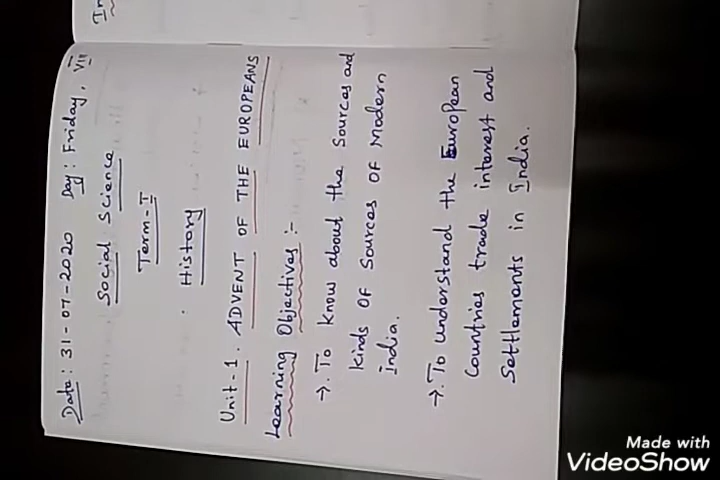 Date: 31-07-2020 Day: Friday, VIII
Social Science
Term-I
History
Unit-1. ADVENT OF THE EUROPEANS
Learning Objectives :-
→. To know about the Sources and
kinds of Sources of Modern
india.
→. To understand the European
Countries trade interest and
Settlements in India.
Made with
VideoShow